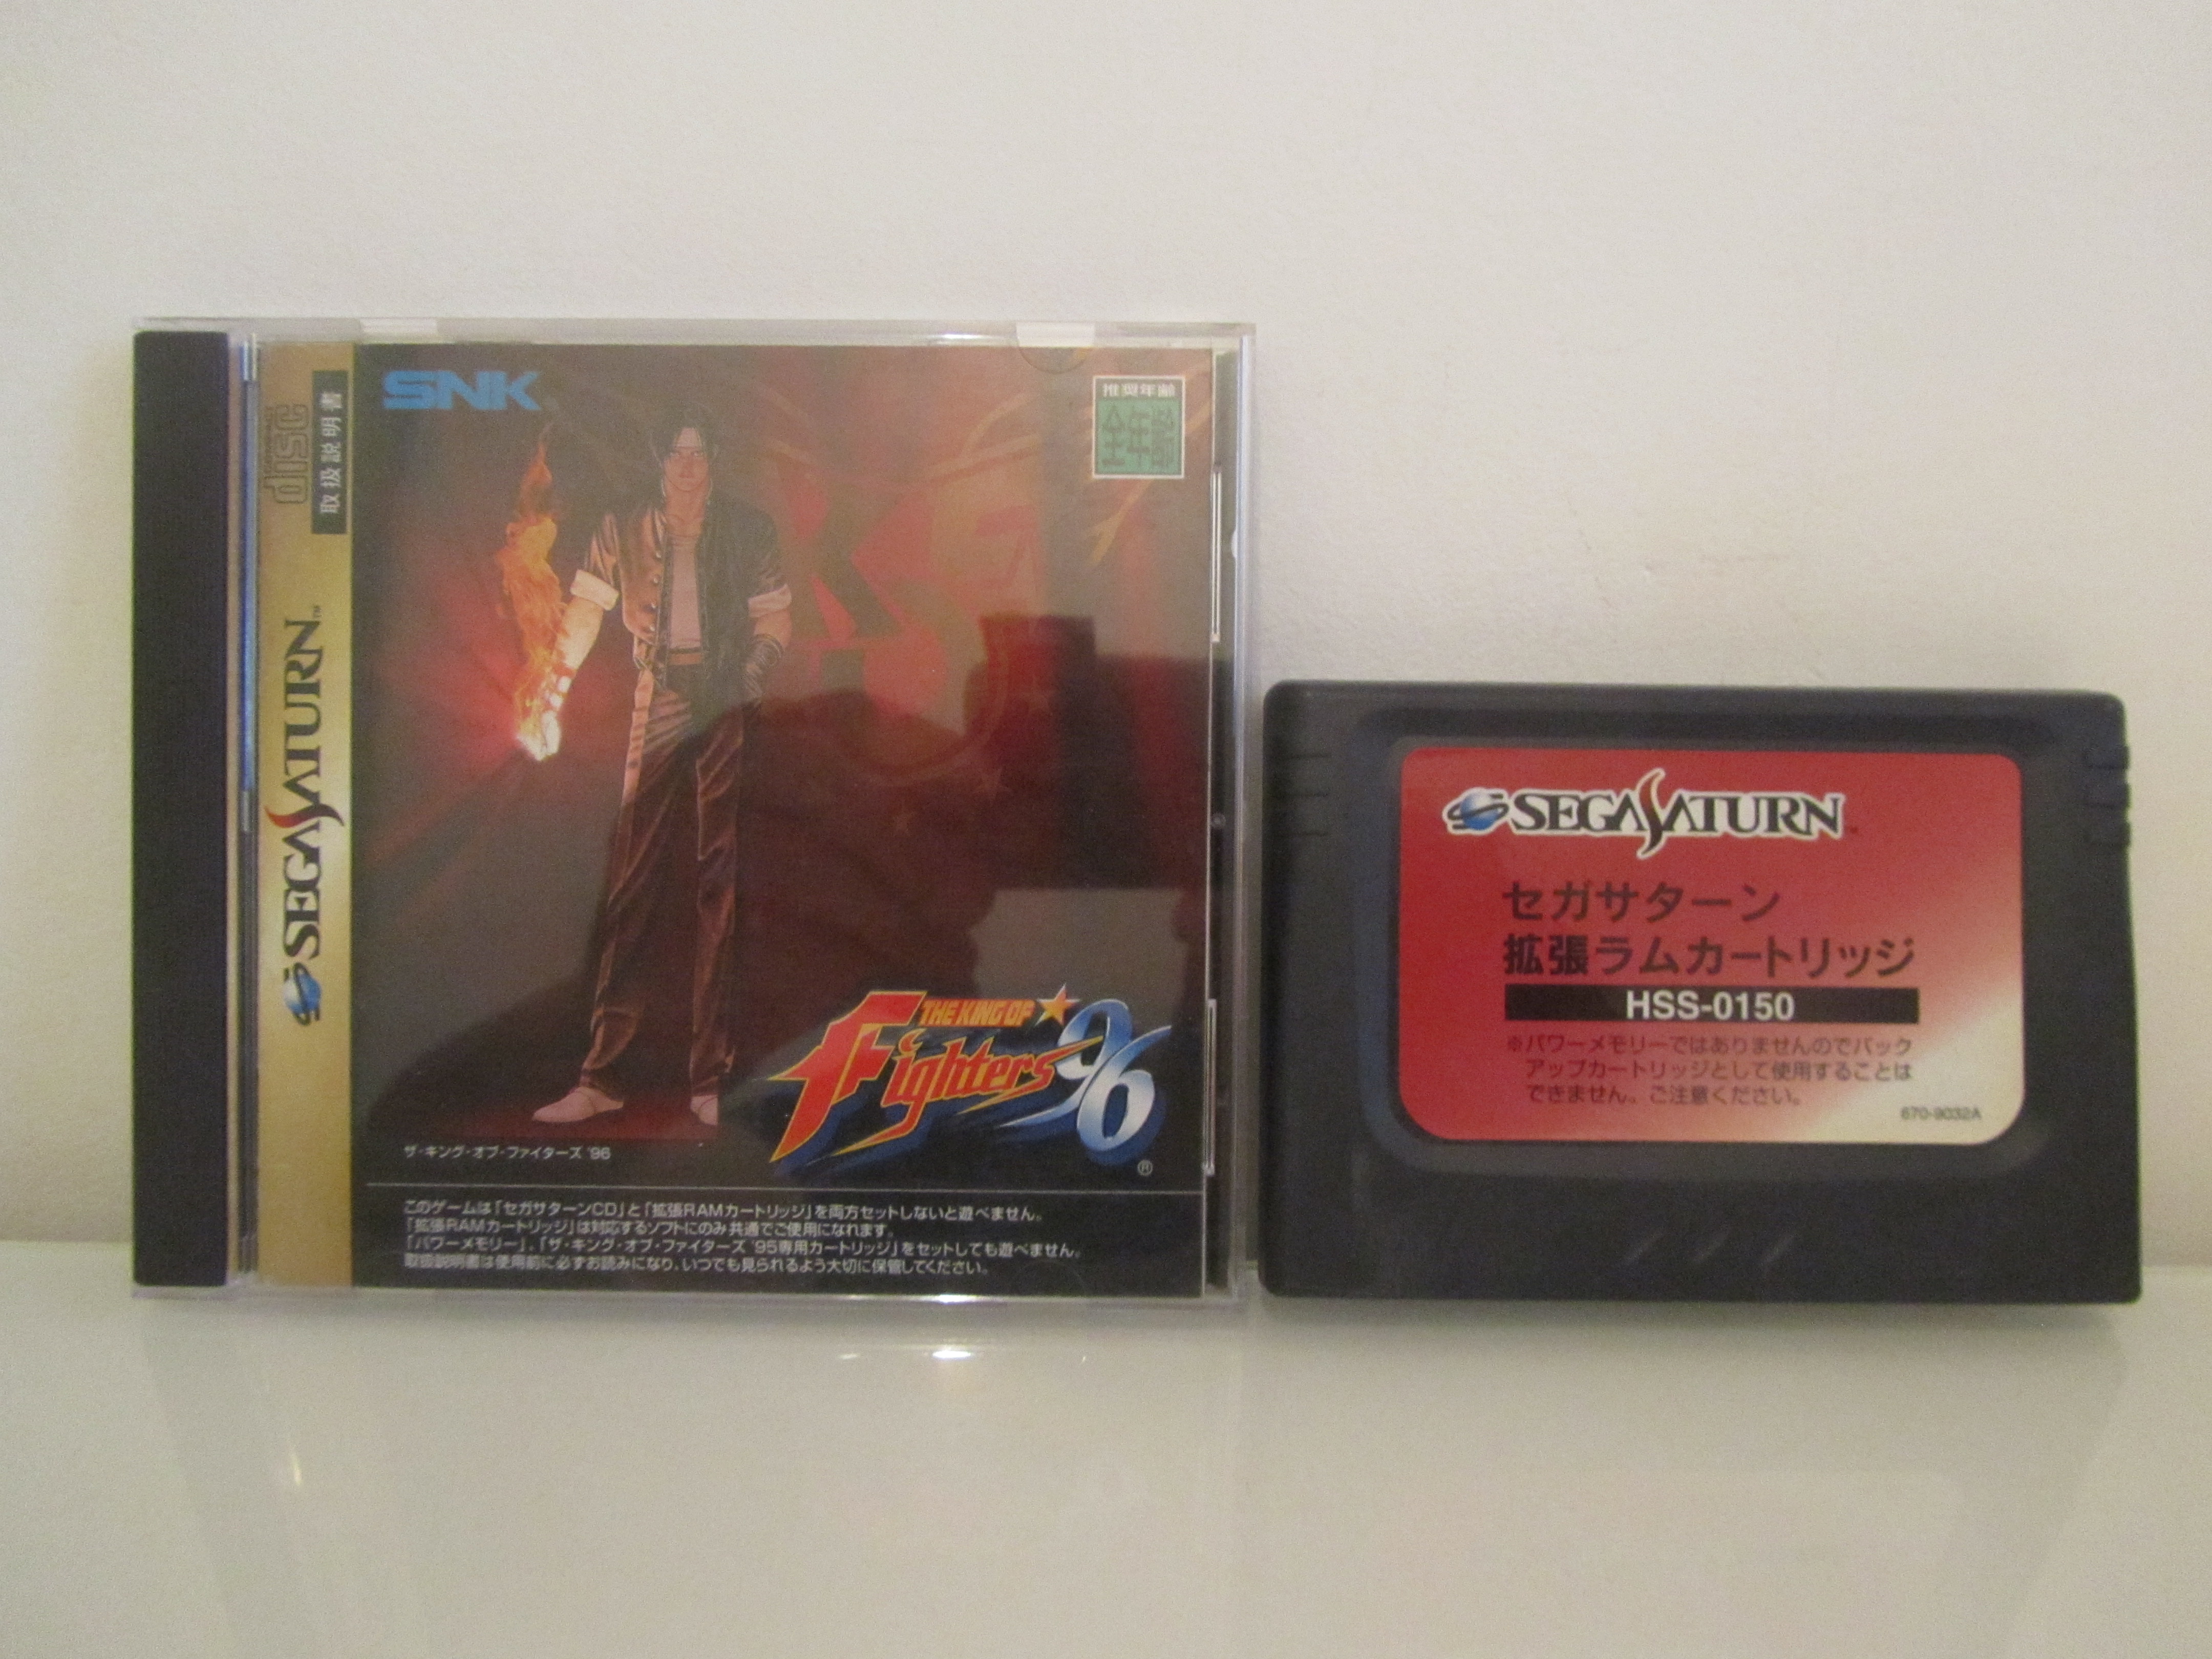 disc
取扱説明書
SEGA SATURN™
SNK
推奨年齢
全年齢
THE KING OF
Fighters '96
®
ザ・キング・オブ・ファイターズ '96
このゲームは「セガサターンCD」と「拡張RAMカートリッジ」を両方セットしないと遊べません。
「拡張RAMカートリッジ」は対応するソフトにのみ共通でご使用になれます。
「パワーメモリー」、「ザ・キング・オブ・ファイターズ '95専用カートリッジ」をセットしても遊べません。
取扱説明書は使用前に必ずお読みになり、いつでも見られるよう大切に保管してください。
SEGA SATURN™
セガサターン
拡張ラムカートリッジ
HSS-0150
※パワーメモリーではありませんのでバック
アップカートリッジとして使用することは
できません。ご注意ください。
670-9032A